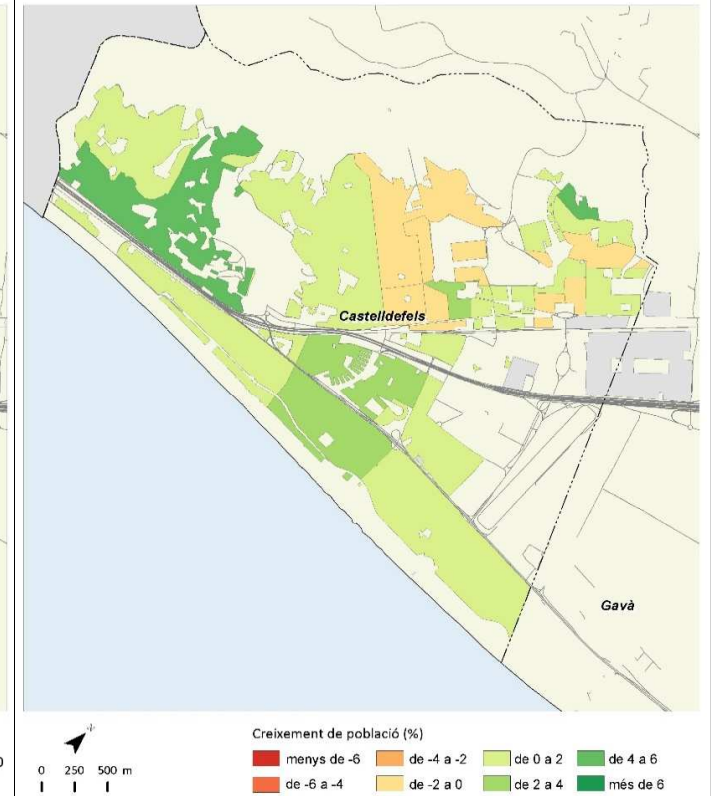 Castelldefels
Gavà
0
0 250 500 m
Creixement de població (%)
menys de -6 de -4 a -2 de 0 a 2 de 4 a 6
de -6 a -4 de -2 a 0 de 2 a 4 més de 6